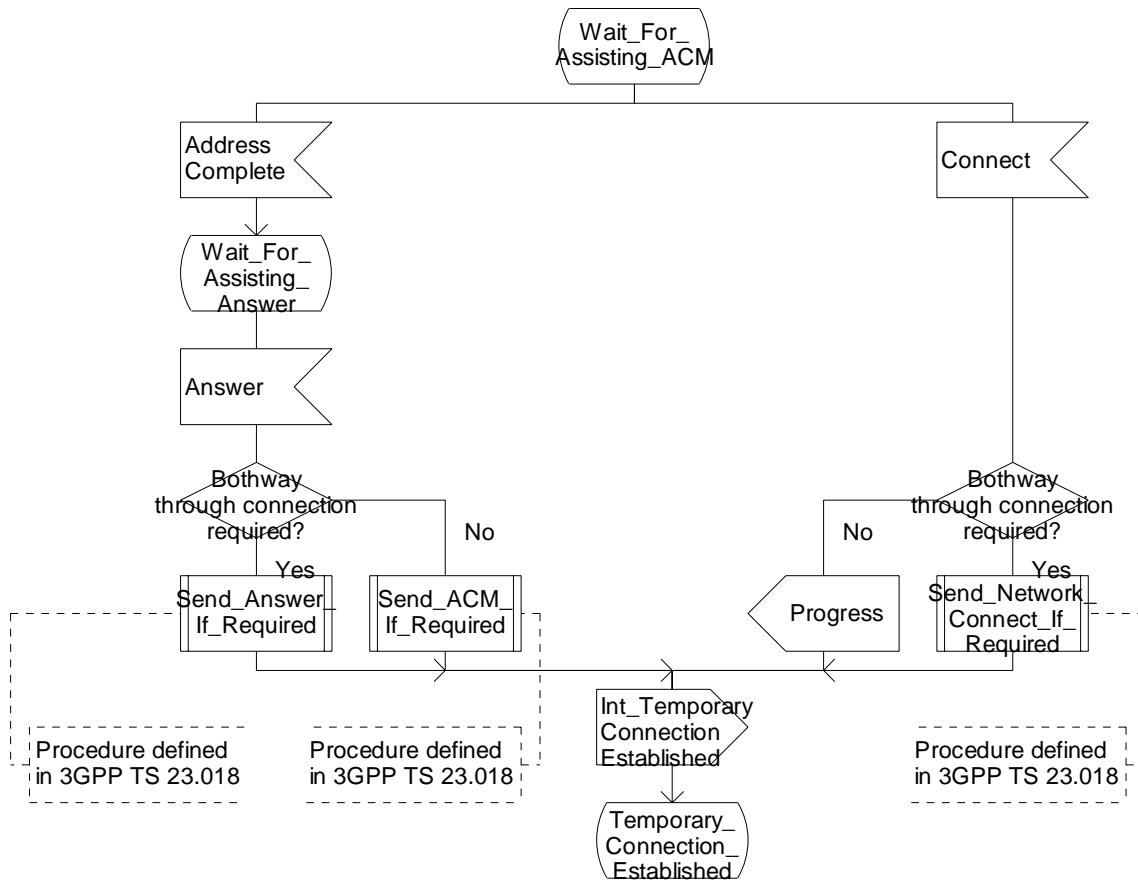 Wait_For_
Assisting_ACM
Address
Complete
Connect
Wait_For_
Assisting_
Answer
Answer
Bothway
through connection
required?
Bothway
through connection
required?
No
No
Yes
Yes
Send_Answer_
If_Required
Send_ACM_
If_Required
Progress
Send_Network_
Connect_If_
Required
Int_Temporary
Connection
Established
Procedure defined
in 3GPP TS 23.018
Procedure defined
in 3GPP TS 23.018
Procedure defined
in 3GPP TS 23.018
Temporary_
Connection_
Established